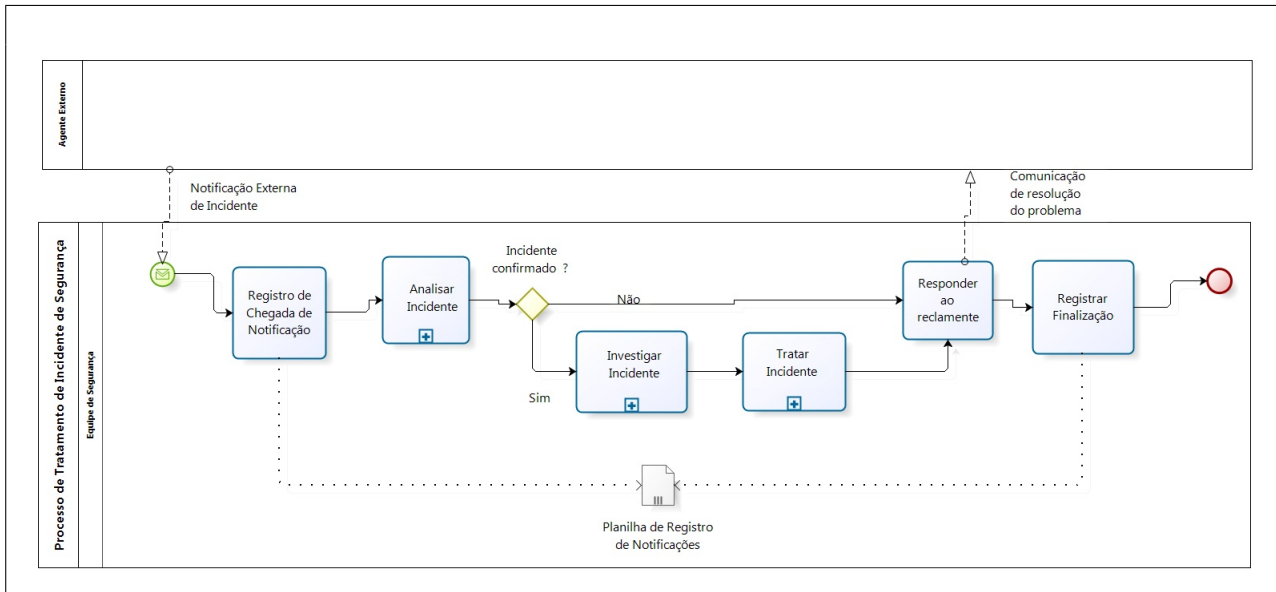 Agente Externo
Notificação Externa
de Incidente
Comunicação
de resolução
do problema
Processo de Tratamento de Incidente de Segurança
Equipe de Segurança
Registro de
Chegada de
Notificação
Analisar
Incidente
Incidente
confirmado ?
Não
Sim
Investigar
Incidente
Tratar
Incidente
Responder
ao
reclamente
Registrar
Finalização
Planilha de Registro
de Notificações